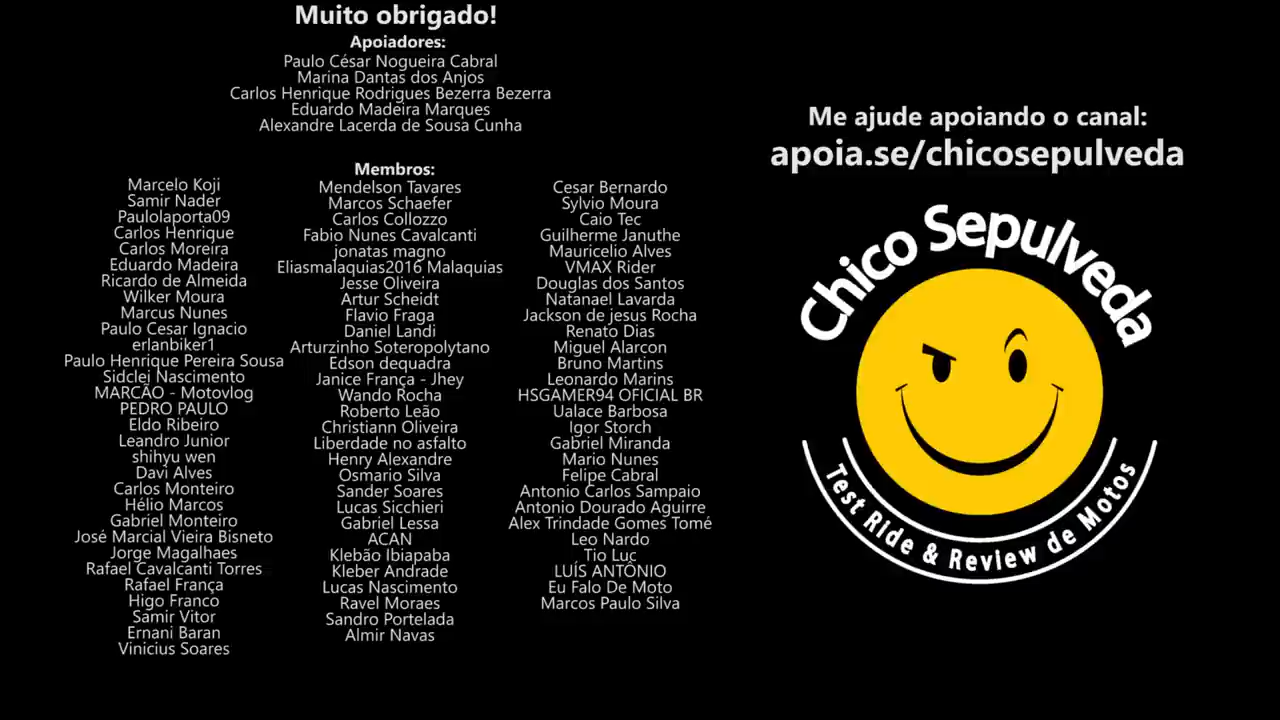 Muito obrigado!
Apoiadores:
Paulo César Nogueira Cabral
Marina Dantas dos Anjos
Carlos Henrique Rodrigues Bezerra Bezerra
Eduardo Madeira Marques
Alexandre Lacerda de Sousa Cunha
Membros:
Marcelo Koji
Samir Nader
Paulolaporta09
Carlos Henrique
Carlos Moreira
Eduardo Madeira
Ricardo de Almeida
Wilker Moura
Marcus Nunes
Paulo Cesar Ignacio
erlanbiker1
Paulo Henrique Pereira Sousa
Sidclei Nascimento
MARCÃO - Motovlog
PEDRO PAULO
Eldo Ribeiro
Leandro Junior
shihyu wen
Davi Alves
Carlos Monteiro
Hélio Marcos
Gabriel Monteiro
José Marcial Vieira Bisneto
Jorge Magalhaes
Rafael Cavalcanti Torres
Rafael França
Higo Franco
Samir Vitor
Ernani Baran
Vinicius Soares
Mendelson Tavares
Marcos Schaefer
Carlos Collozzo
Fabio Nunes Cavalcanti
jonatas magno
Eliasmalaquias2016 Malaquias
Jesse Oliveira
Artur Scheidt
Flavio Fraga
Daniel Landi
Arturzinho Soteropolytano
Edson dequadra
Janice França - Jhey
Wando Rocha
Roberto Leão
Christiann Oliveira
Liberdade no asfalto
Henry Alexandre
Osmario Silva
Sander Soares
Lucas Sicchieri
Gabriel Lessa
ACAN
Klebão Ibiapaba
Kleber Andrade
Lucas Nascimento
Ravel Moraes
Sandro Portelada
Almir Navas
Cesar Bernardo
Sylvio Moura
Caio Tec
Guilherme Januthe
Mauricelio Alves
VMAX Rider
Douglas dos Santos
Natanael Lavarda
Jackson de jesus Rocha
Renato Dias
Miguel Alarcon
Bruno Martins
Leonardo Marins
HSGAMER94 OFICIAL BR
Ualace Barbosa
Igor Storch
Gabriel Miranda
Mario Nunes
Felipe Cabral
Antonio Carlos Sampaio
Antonio Dourado Aguirre
Alex Trindade Gomes Tomé
Leo Nardo
Tio Luc
LUÍS ANTÔNIO
Eu Falo De Moto
Marcos Paulo Silva
Me ajude apoiando o canal:
apoia.se/chicosepulveda
Chico Sepulveda
Test Ride & Review de Motos